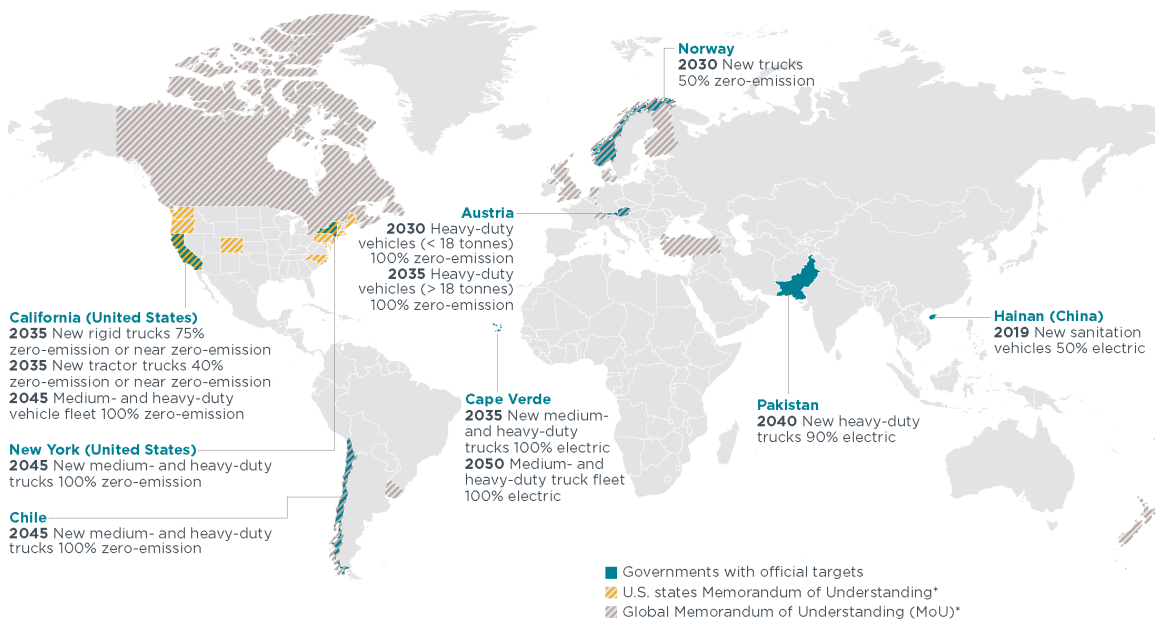 Norway
2030 New trucks
50% zero-emission
Austria
2030 Heavy-duty
vehicles (< 18 tonnes)
100% zero-emission
2035 Heavy-duty
vehicles (> 18 tonnes)
100% zero-emission
California (United States)
2035 New rigid trucks 75%
zero-emission or near zero-emission
2035 New tractor trucks 40%
zero-emission or near zero-emission
2045 Medium- and heavy-duty
vehicle fleet 100% zero-emission
Hainan (China)
2019 New sanitation
vehicles 50% electric
Cape Verde
2035 New medium-
and heavy-duty
trucks 100% electric
2050 Medium- and
heavy-duty truck fleet
100% electric
Pakistan
2040 New heavy-duty
trucks 90% electric
New York (United States)
2045 New medium- and heavy-duty
trucks 100% zero-emission
Chile
2045 New medium- and heavy-duty
trucks 100% zero-emission
Governments with official targets
U.S. states Memorandum of Understanding*
Global Memorandum of Understanding (MoU)*